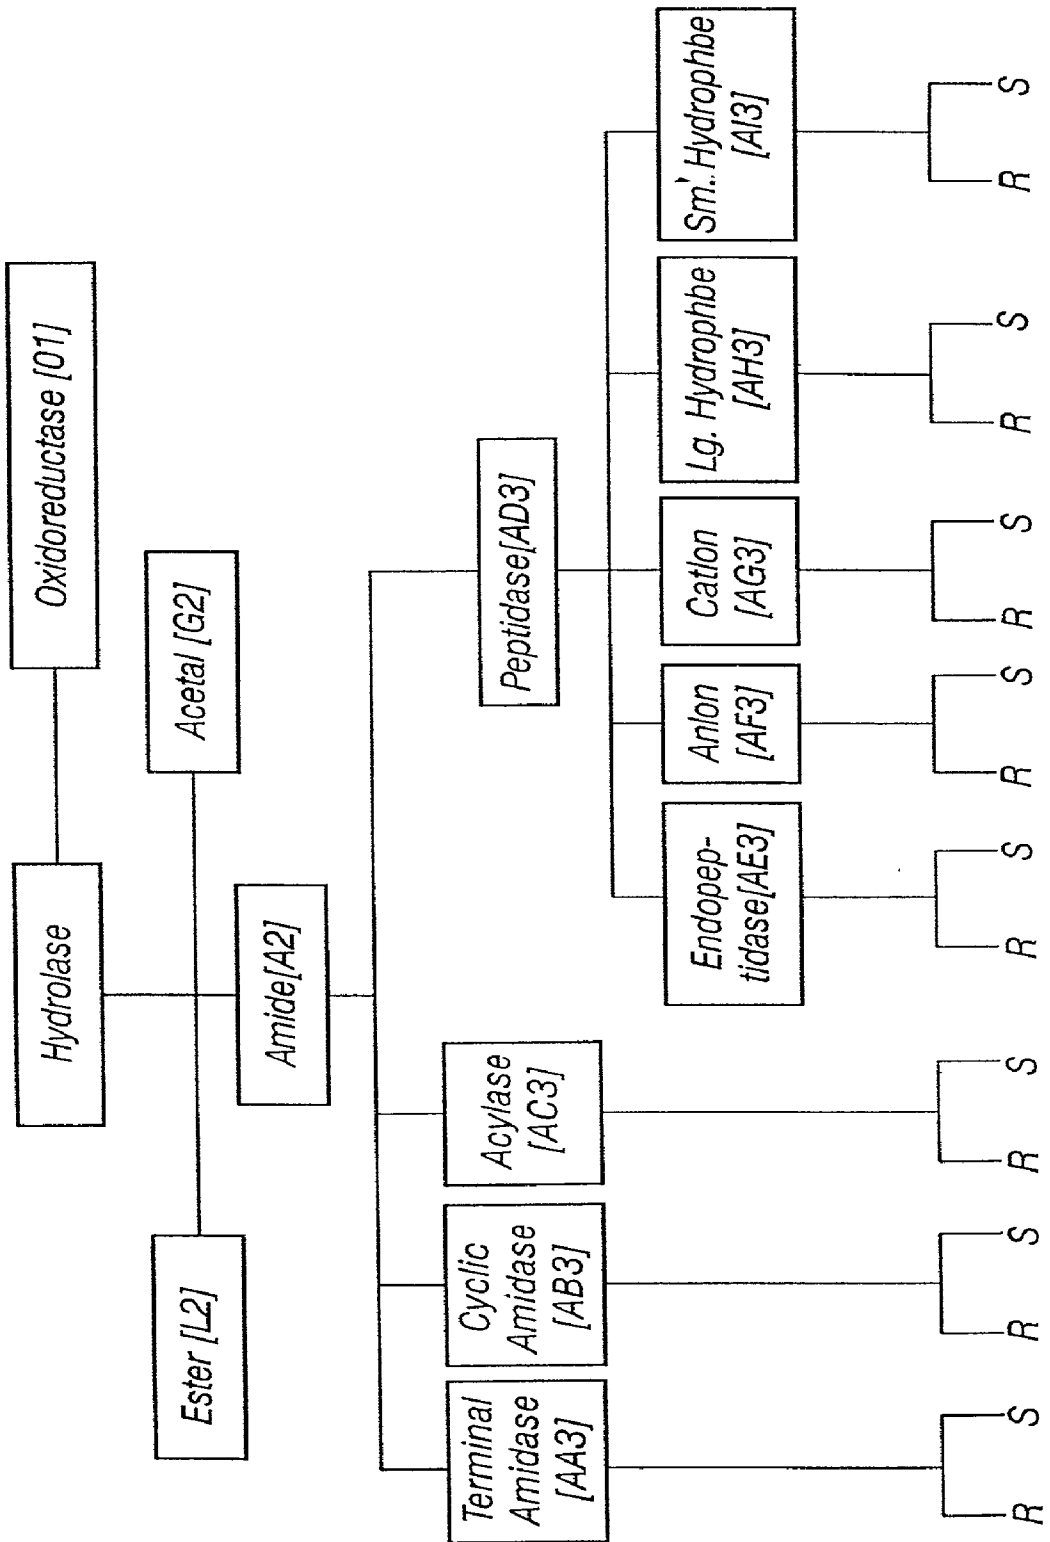 Hydrolase
Oxidoreductase [01]
Ester [L2]
Acetal [G2]
Amide[A2]
Terminal
Amidase
[AA3]
Cyclic
Amidase
[AB3]
Acylase
[AC3]
Peptidase[AD3]
Endopep-
tidase[AE3]
Anlon
[AF3]
Catlon
[AG3]
Lg. Hydrophbe
[AH3]
Sm. Hydrophbe
[AI3]
R S
R S
R S
R S
R S
R S
R S
R S